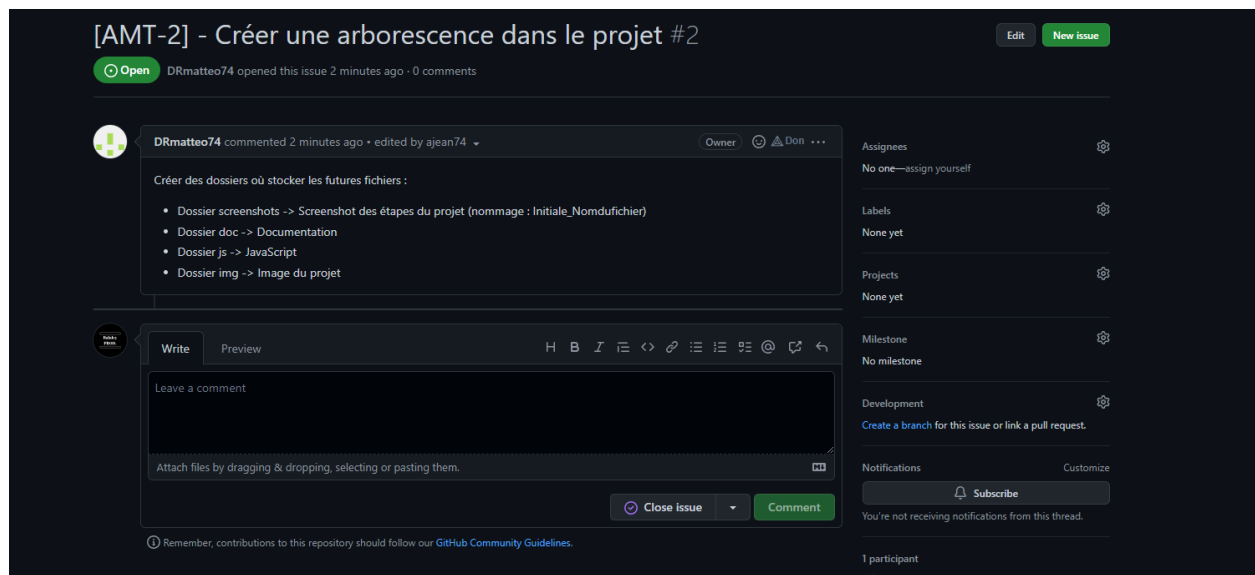 [AMT-2] - Créer une arborescence dans le projet #2
Edit
New issue
Open
DRmatteo74 opened this issue 2 minutes ago · 0 comments
DRmatteo74 commented 2 minutes ago • edited by ajean74
Owner
Don
Créer des dossiers où stocker les futures fichiers :
• Dossier screenshots -> Screenshot des étapes du projet (nommage : Initiale_Nomdufichier)
• Dossier doc -> Documentation
• Dossier js -> JavaScript
• Dossier img -> Image du projet
Write
Preview
Leave a comment
Attach files by dragging & dropping, selecting or pasting them.
Close issue
Comment
Remember, contributions to this repository should follow our GitHub Community Guidelines.
Assignees
No one—assign yourself
Labels
None yet
Projects
None yet
Milestone
No milestone
Development
Create a branch for this issue or link a pull request.
Notifications
Customize
Subscribe
You're not receiving notifications from this thread.
1 participant